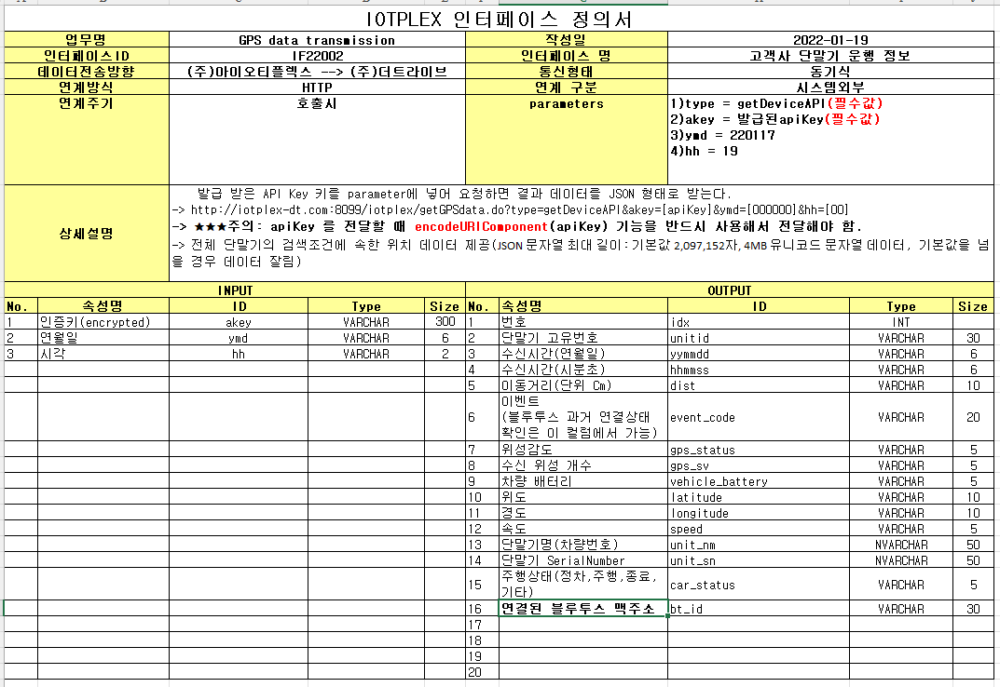 IOTPLEX 인터페이스 정의서
업무명 GPS data transmission 작성일 2022-01-19
인터페이스ID IF22002 인터페이스 명 고객사 단말기 운행 정보
데이터전송방향 (주)아이오티플렉스 --> (주)더트라이브 통신형태 동기식
연계방식 HTTP 연계 구분 시스템외부
연계주기 호출시 parameters 1)type = getDeviceAPI(필수값)
2)akey = 발급된apiKey(필수값)
3)ymd = 220117
4)hh = 19
상세설명
발급 받은 API Key 키를 parameter에 넣어 요청하면 결과 데이터를 JSON 형태로 받는다.
-> http://iotplex-dt.com:8099/iotplex/getGPSdata.do?type=getDeviceAPI&akey=[apiKey]&ymd=[000000]&hh=[00]
-> ★★★주의: apiKey 를 전달할 때 encodeURIComponent(apiKey) 기능을 반드시 사용해서 전달해야 함.
-> 전체 단말기의 검색조건에 속한 위치 데이터 제공(JSON 문자열 최대 길이: 기본값 2,097,152자, 4MB 유니코드 문자열 데이터, 기본값을 넘
을 경우 데이터 잘림)
INPUT OUTPUT
No. 속성명 ID Type Size No. 속성명 ID Type Size
1 인증키(encrypted) akey VARCHAR 300 1 번호 idx INT
2 연월일 ymd VARCHAR 6 2 단말기 고유번호 unitid VARCHAR 30
3 시각 hh VARCHAR 2 3 수신시간(연월일) yymmdd VARCHAR 6
4 수신시간(시분초) hhmmss VARCHAR 6
5 이동거리(단위 Cm) dist VARCHAR 10
6 이벤트
(블루투스 과거 연결상태
확인은 이 컬럼에서 가능) event_code VARCHAR 20
7 위성감도 gps_status VARCHAR 5
8 수신 위성 개수 gps_sv VARCHAR 5
9 차량 배터리 vehicle_battery VARCHAR 5
10 위도 latitude VARCHAR 10
11 경도 longitude VARCHAR 10
12 속도 speed VARCHAR 5
13 단말기명(차량번호) unit_nm NVARCHAR 50
14 단말기 SerialNumber unit_sn NVARCHAR 50
15 주행상태(정차,주행,종료,
기타) car_status VARCHAR 5
16 연결된 블루투스 맥주소 bt_id VARCHAR 30
17
18
19
20